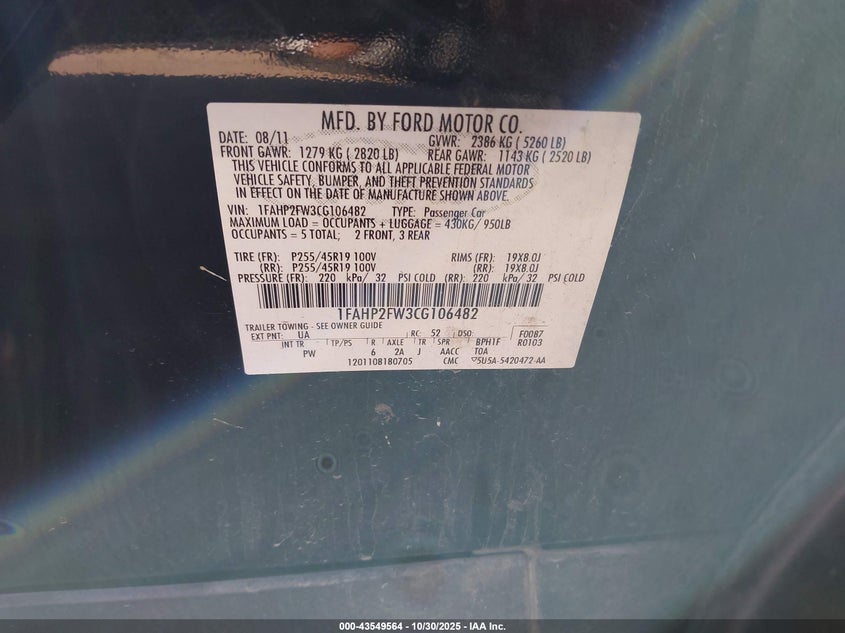 MFD. BY FORD MOTOR CO.
DATE: 08/11 GVWR: 2386 KG ( 5260 LB)
FRONT GAWR: 1279 KG ( 2820 LB) REAR GAWR: 1143 KG ( 2520 LB)
THIS VEHICLE CONFORMS TO ALL APPLICABLE FEDERAL MOTOR
VEHICLE SAFETY, BUMPER, AND THEFT PREVENTION STANDARDS
IN EFFECT ON THE DATE OF MANUFACTURE SHOWN ABOVE.
VIN: 1FAHP2FW3CG106482 TYPE: Passenger Car
MAXIMUM LOAD = OCCUPANTS + LUGGAGE = 430KG/ 950LB
OCCUPANTS = 5 TOTAL; 2 FRONT, 3 REAR
TIRE (FR): P255/45R19 100V RIMS (FR): 19X8.0J
(RR): P255/45R19 100V (RR): 19X8.0J
PRESSURE (FR): 220 kPa/ 32 PSI COLD (RR): 220 kPa/ 32 PSI COLD
1FAHP2FW3CG106482
TRAILER TOWING - SEE OWNER GUIDE
EXT PNT: UA RC: 52 DSO: F0087
INT TR TP/PS R AXLE TR SPR BPH1F R0103
PW 6 2A J AACC T0A
1201108180705 CMC 5U5A-5420472-AA
000-43549564 - 10/30/2025 - IAA Inc.